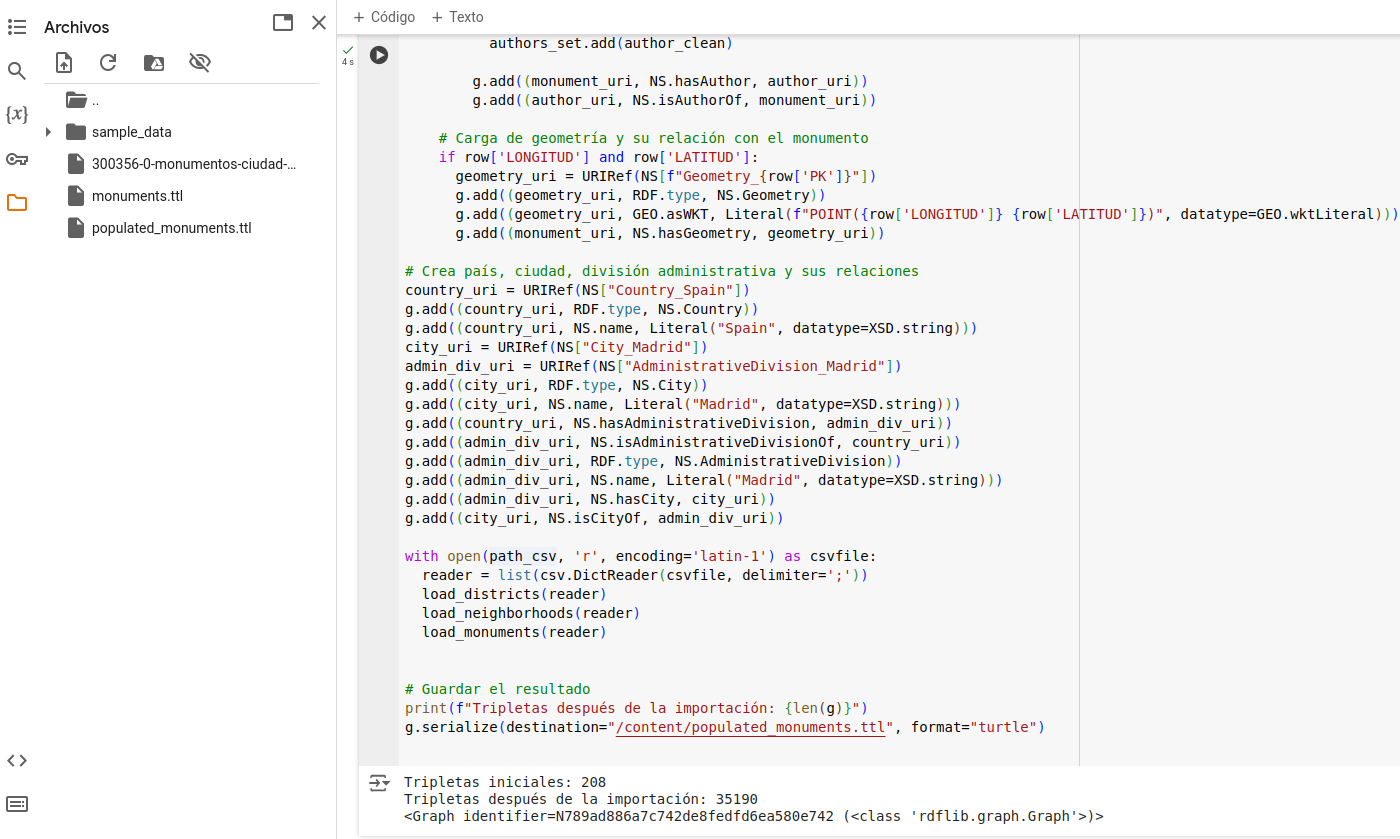 Archivos
..
sample_data
300356-0-monumentos-ciudad-...
monuments.ttl
populated_monuments.ttl
{x}
+ Código + Texto
4 s
authors_set.add(author_clean)
g.add((monument_uri, NS.hasAuthor, author_uri))
g.add((author_uri, NS.isAuthorOf, monument_uri))
# Carga de geometría y su relación con el monumento
if row['LONGITUD'] and row['LATITUD']:
geometry_uri = URIRef(NS[f"Geometry_{row['PK']}"])
g.add((geometry_uri, RDF.type, NS.Geometry))
g.add((geometry_uri, GEO.asWKT, Literal(f"POINT({row['LONGITUD']} {row['LATITUD']})", datatype=GEO.wktLiteral)))
g.add((monument_uri, NS.hasGeometry, geometry_uri))
# Crea país, ciudad, división administrativa y sus relaciones
country_uri = URIRef(NS["Country_Spain"])
g.add((country_uri, RDF.type, NS.Country))
g.add((country_uri, NS.name, Literal("Spain", datatype=XSD.string)))
city_uri = URIRef(NS["City_Madrid"])
admin_div_uri = URIRef(NS["AdministrativeDivision_Madrid"])
g.add((city_uri, RDF.type, NS.City))
g.add((city_uri, NS.name, Literal("Madrid", datatype=XSD.string)))
g.add((country_uri, NS.hasAdministrativeDivision, admin_div_uri))
g.add((admin_div_uri, NS.isAdministrativeDivisionOf, country_uri))
g.add((admin_div_uri, RDF.type, NS.AdministrativeDivision))
g.add((admin_div_uri, NS.name, Literal("Madrid", datatype=XSD.string)))
g.add((admin_div_uri, NS.hasCity, city_uri))
g.add((city_uri, NS.isCityOf, admin_div_uri))
with open(path_csv, 'r', encoding='latin-1') as csvfile:
reader = list(csv.DictReader(csvfile, delimiter=';'))
load_districts(reader)
load_neighborhoods(reader)
load_monuments(reader)
# Guardar el resultado
print(f"Tripletas después de la importación: {len(g)}")
g.serialize(destination="/content/populated_monuments.ttl", format="turtle")
Tripletas iniciales: 208
Tripletas después de la importación: 35190
<Graph identifier=N789ad886a7c742de8fedfd6ea580e742 (<class 'rdflib.graph.Graph'>)>